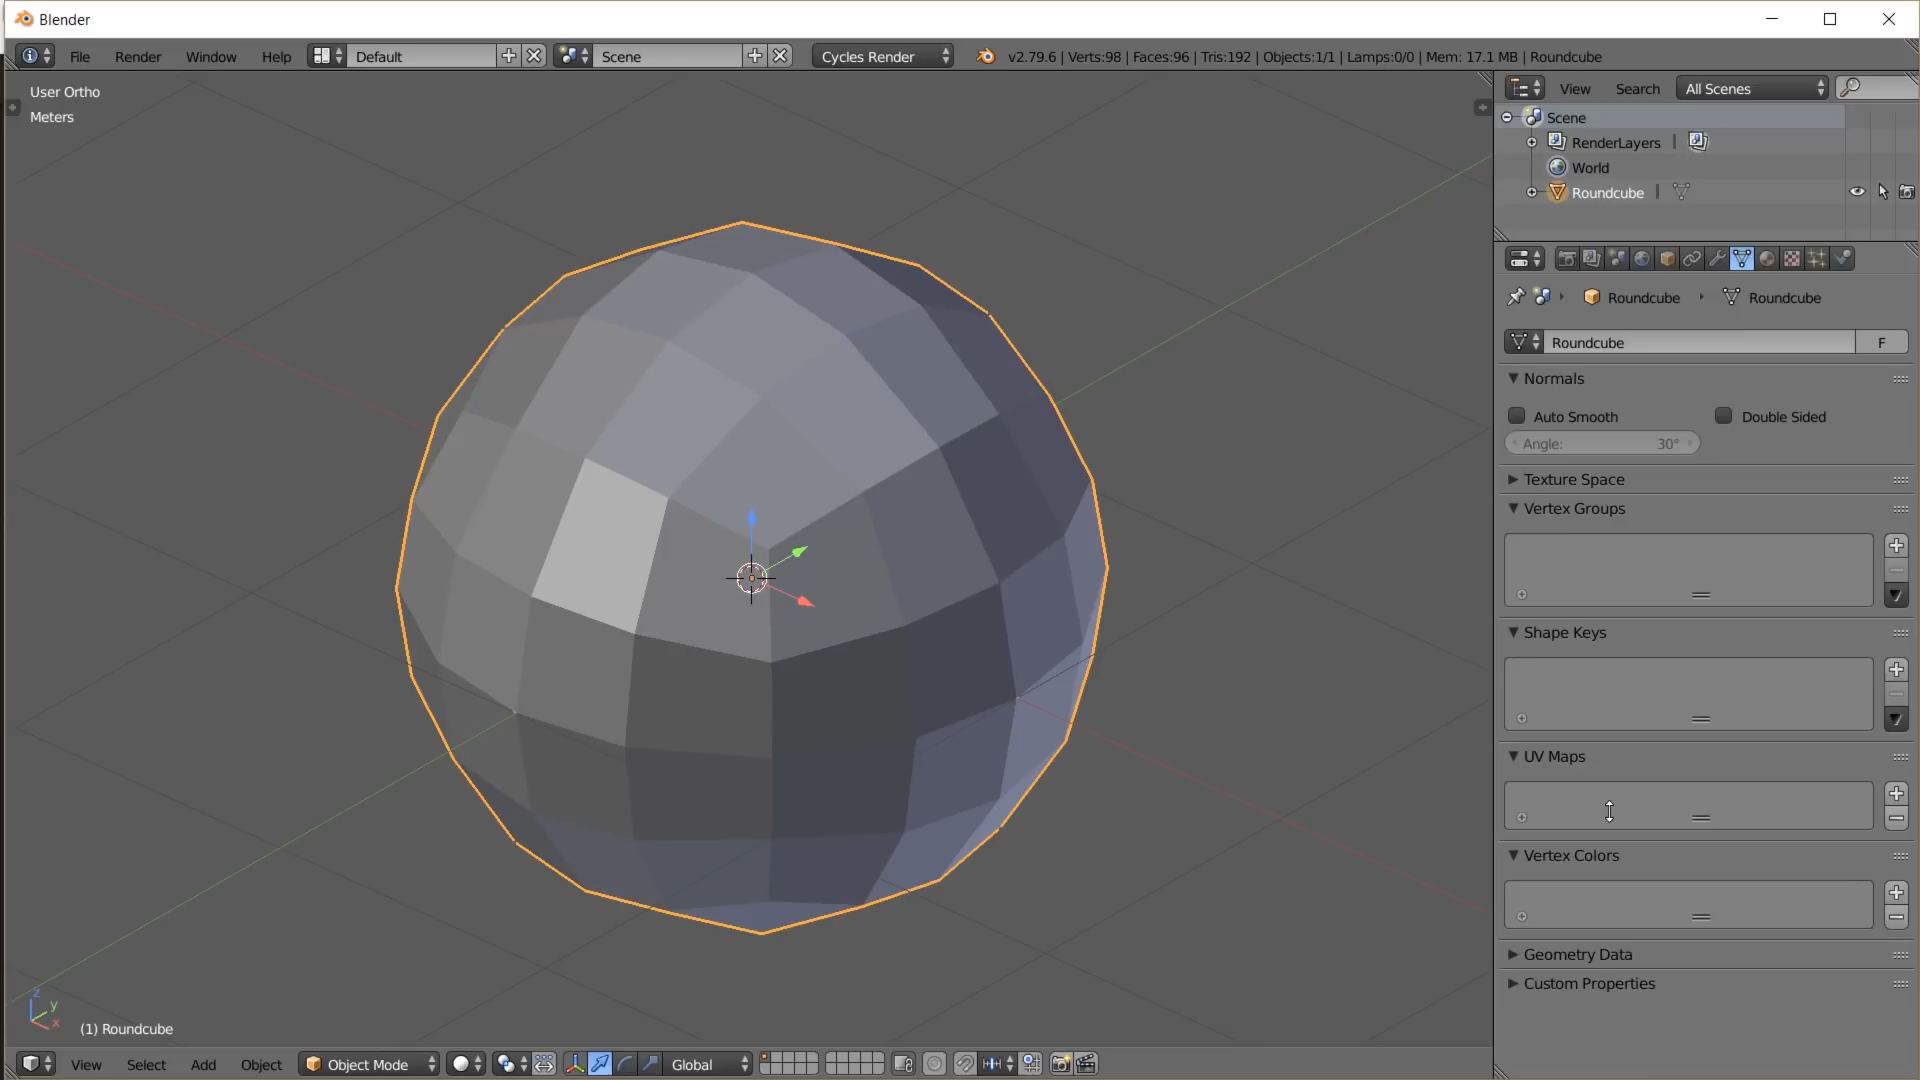 Blender
File Render Window Help Default Scene Cycles Render v2.79.6 | Verts:98 | Faces:96 | Tris:192 | Objects:1/1 | Lamps:0/0 | Mem: 17.1 MB | Roundcube
User Ortho
Meters
View Search All Scenes
Scene
RenderLayers
World
Roundcube
Roundcube Roundcube
Roundcube F
Normals
Auto Smooth Double Sided
Angle: 30°
Texture Space
Vertex Groups
Shape Keys
UV Maps
Vertex Colors
Geometry Data
Custom Properties
z
y
x
(1) Roundcube
View Select Add Object Object Mode Global